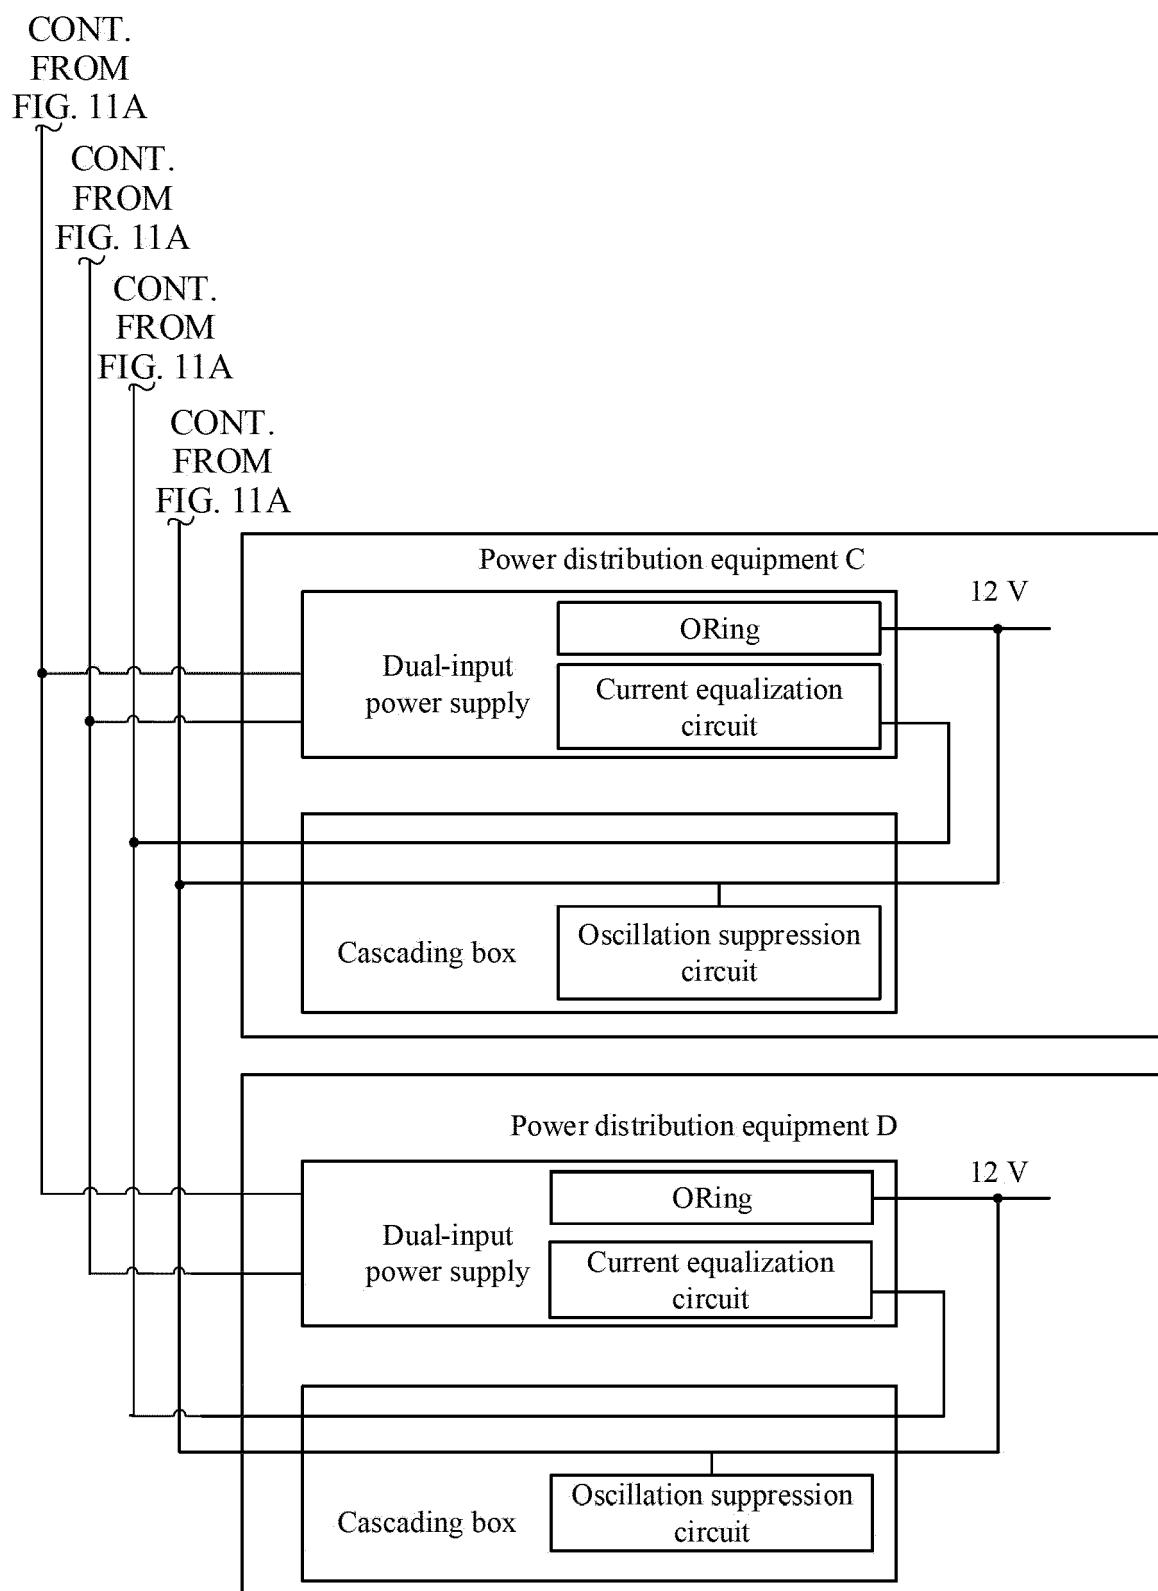 CONT.
FROM
FIG. 11A
CONT.
FROM
FIG. 11A
CONT.
FROM
FIG. 11A
CONT.
FROM
FIG. 11A
Power distribution equipment C
12 V
ORing
Dual-input
power supply
Current equalization
circuit
Cascading box
Oscillation suppression
circuit
Power distribution equipment D
12 V
ORing
Dual-input
power supply
Current equalization
circuit
Cascading box
Oscillation suppression
circuit